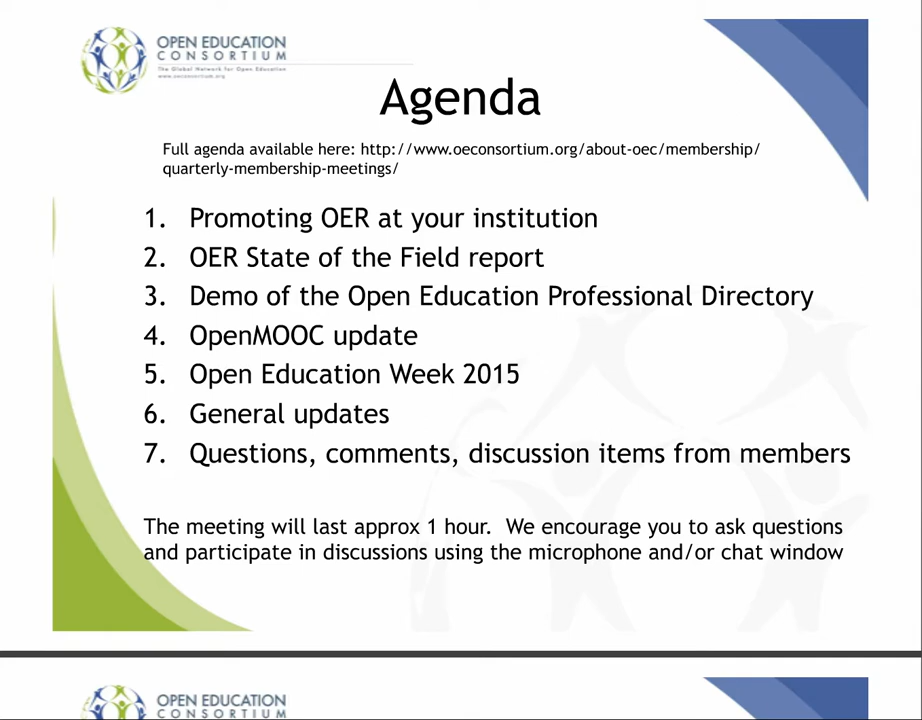 OPEN EDUCATION
CONSORTIUM
The Global Network for Open Education
www.oeconsortium.org
Agenda
Full agenda available here: http://www.oeconsortium.org/about-oec/membership/
quarterly-membership-meetings/
1. Promoting OER at your institution
2. OER State of the Field report
3. Demo of the Open Education Professional Directory
4. OpenMOOC update
5. Open Education Week 2015
6. General updates
7. Questions, comments, discussion items from members
The meeting will last approx 1 hour. We encourage you to ask questions
and participate in discussions using the microphone and/or chat window
OPEN EDUCATION
CONSORTIUM